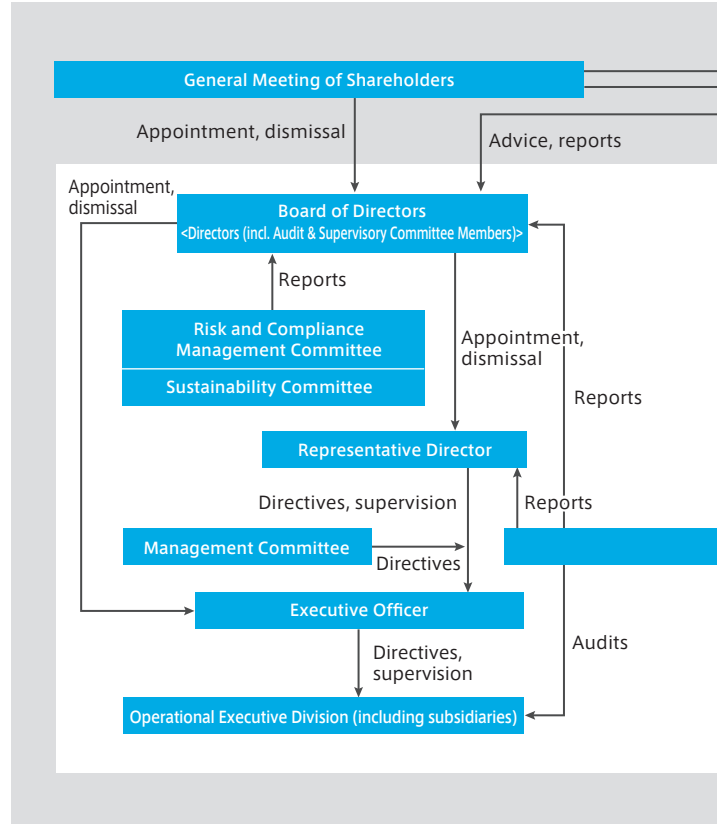 General Meeting of Shareholders
Appointment, dismissal
Advice, reports
Appointment,
dismissal
Board of Directors
<Directors (incl. Audit & Supervisory Committee Members)>
Reports
Risk and Compliance
Management Committee
Sustainability Committee
Appointment,
dismissal
Reports
Representative Director
Directives, supervision
Reports
Management Committee
Directives
Executive Officer
Directives,
supervision
Audits
Operational Executive Division (including subsidiaries)